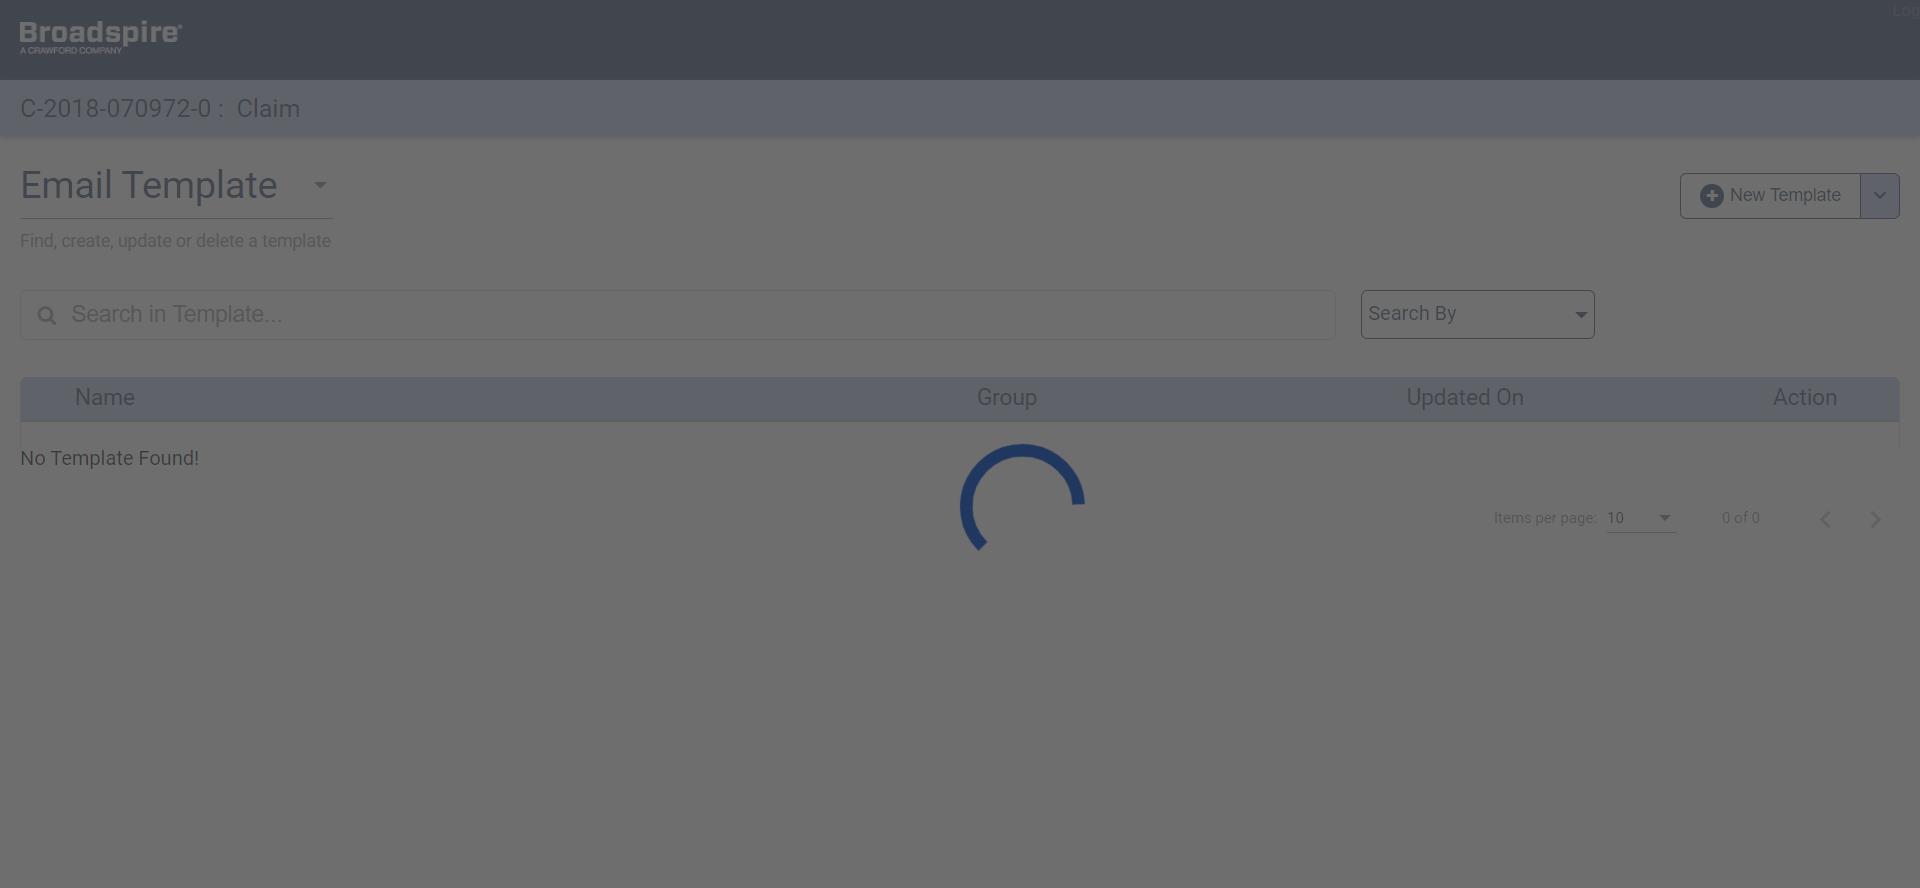 Broadspire®
A CRAWFORD COMPANY
Log
C-2018-070972-0 : Claim
Email Template
New Template
Find, create, update or delete a template
Search in Template...
Search By
Name Group Updated On Action
No Template Found!
Items per page: 10 0 of 0